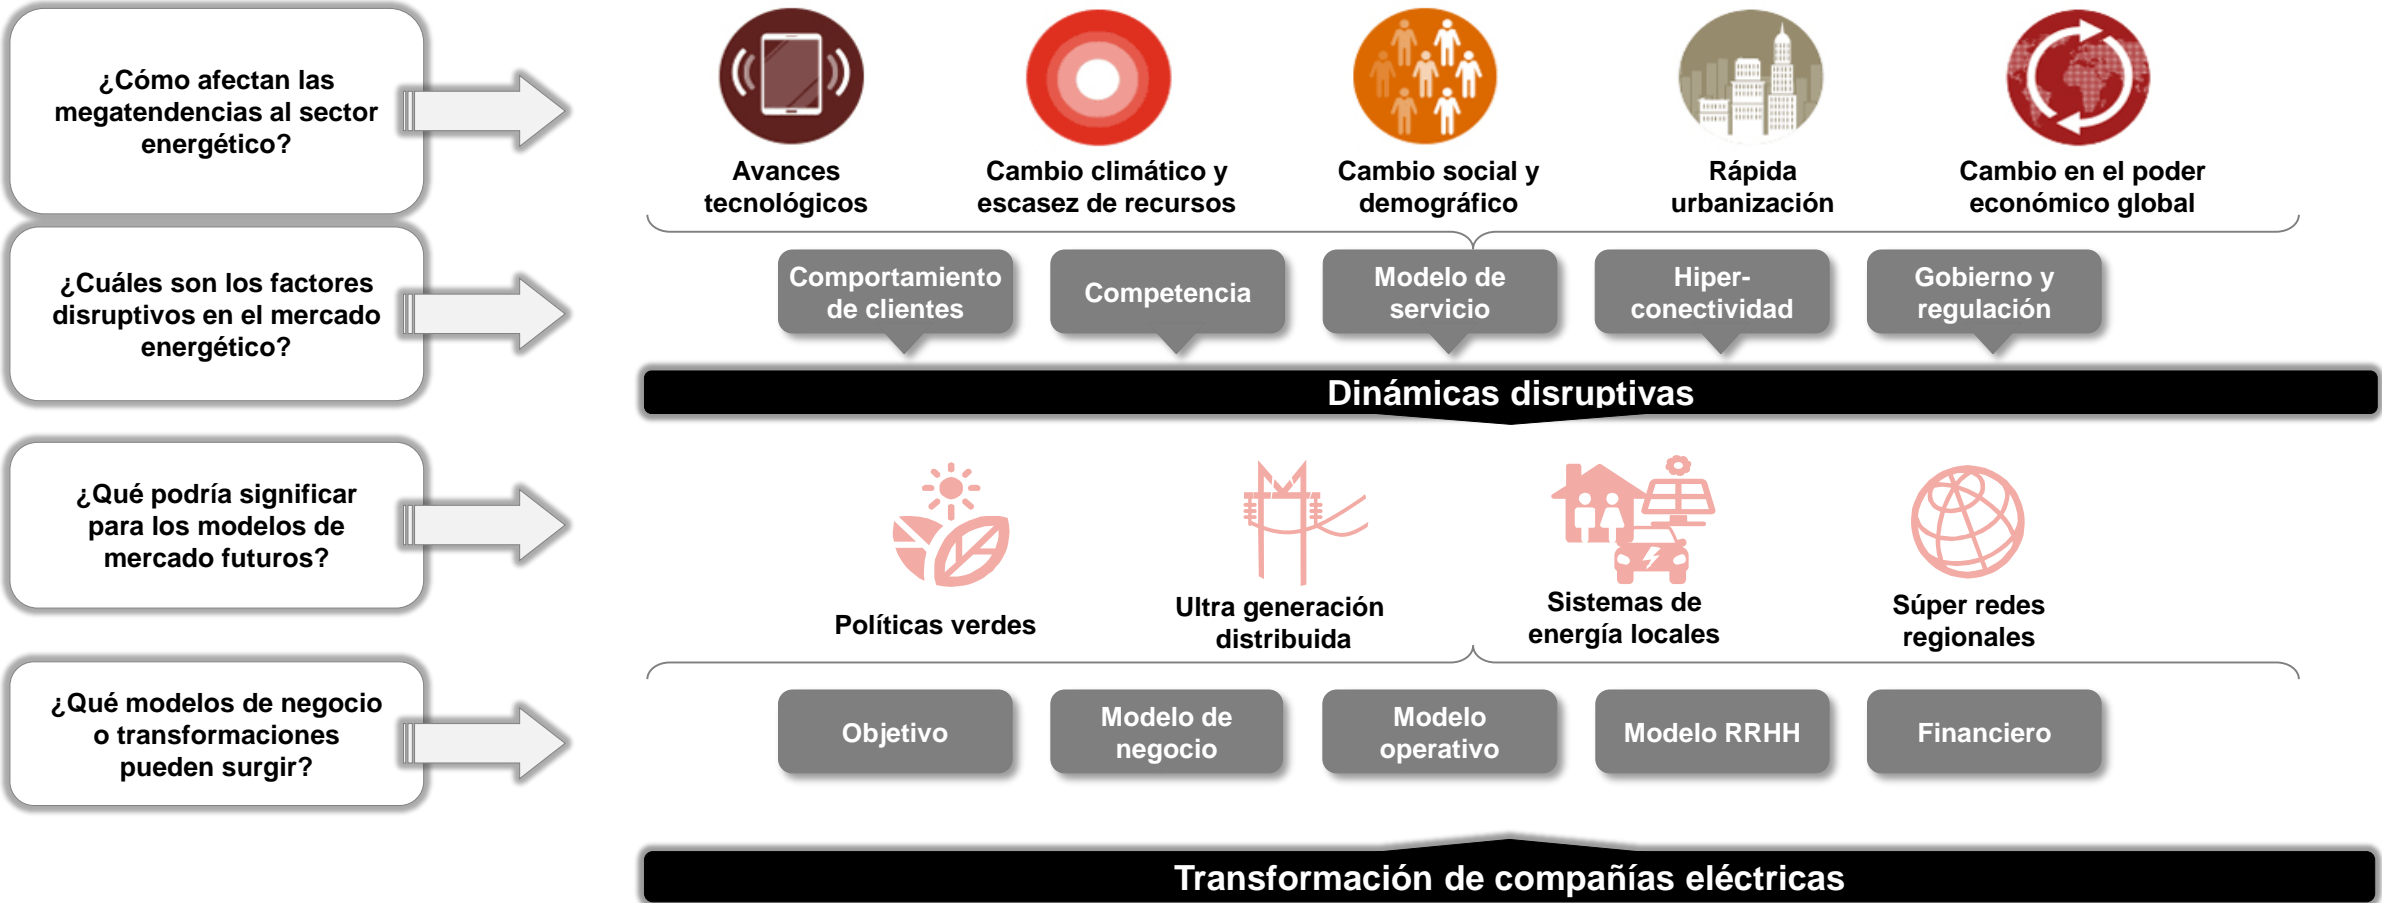 ¿Cómo afectan las
megatendencias al sector
energético?
Avances
tecnológicos
Cambio climático y
escasez de recursos
Cambio social y
demográfico
Rápida
urbanización
Cambio en el poder
económico global
¿Cuáles son los factores
disruptivos en el mercado
energético?
Comportamiento
de clientes
Competencia
Modelo de
servicio
Hiper-
conectividad
Gobierno y
regulación
Dinámicas disruptivas
¿Qué podría significar
para los modelos de
mercado futuros?
Políticas verdes
Ultra generación
distribuida
Sistemas de
energía locales
Súper redes
regionales
¿Qué modelos de negocio
o transformaciones
pueden surgir?
Objetivo
Modelo de
negocio
Modelo
operativo
Modelo RRHH
Financiero
Transformación de compañías eléctricas